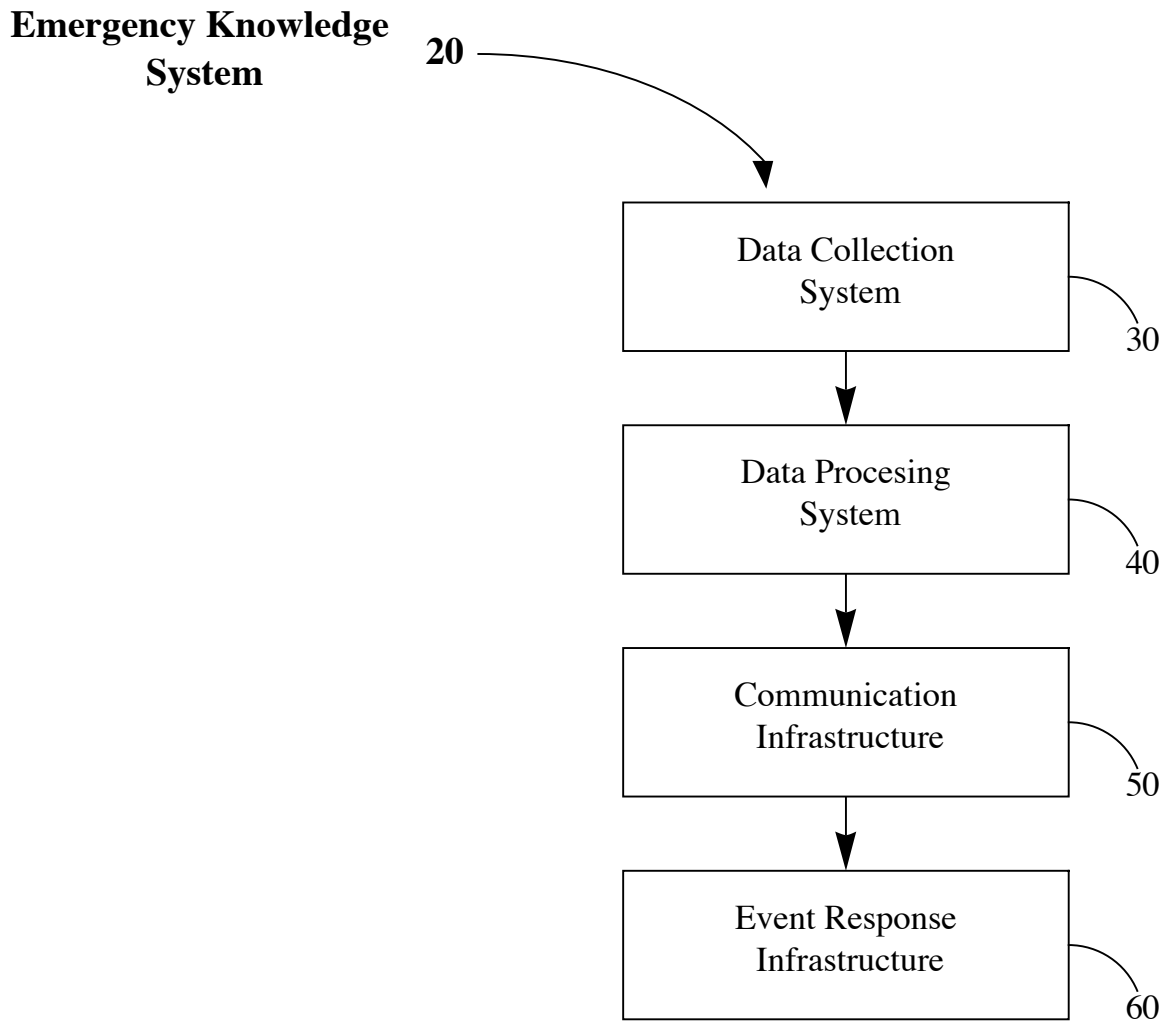 Emergency Knowledge
System
20
Data Collection
System
30
Data Procesing
System
40
Communication
Infrastructure
50
Event Response
Infrastructure
60